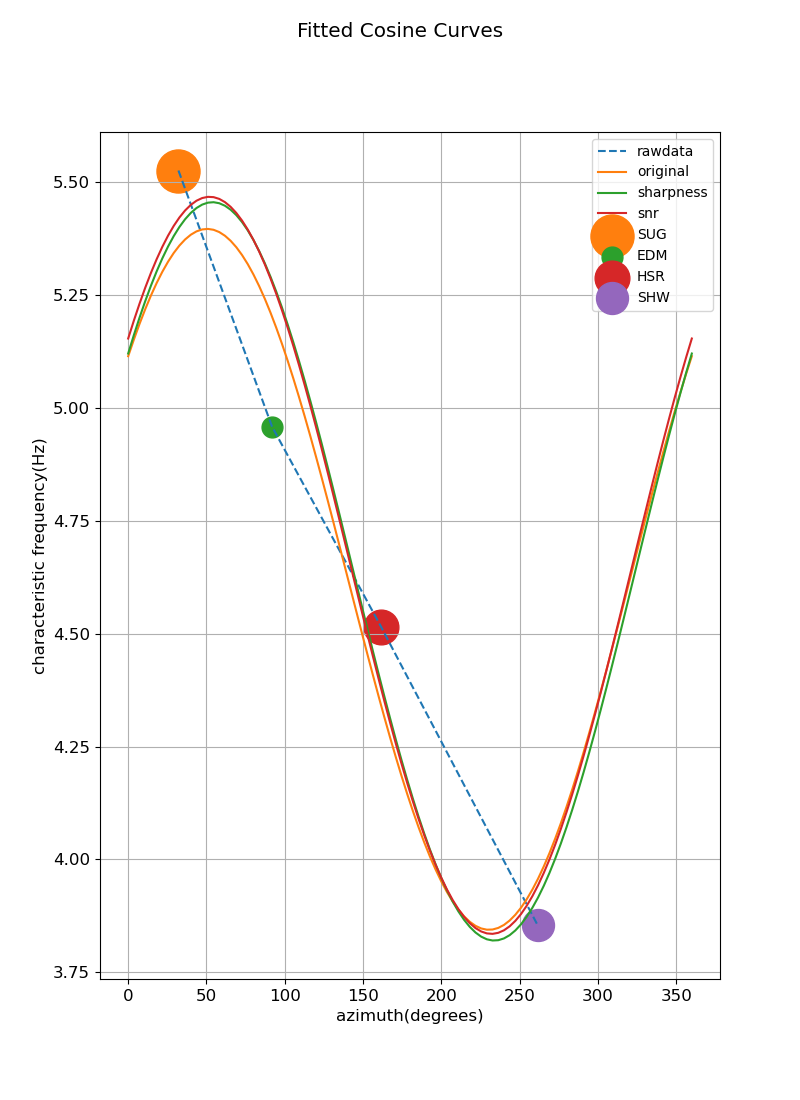 Fitted Cosine Curves
rawdata
original
sharpness
snr
SUG
EDM
HSR
SHW
characteristic frequency(Hz)
5.50
5.25
5.00
4.75
4.50
4.25
4.00
3.75
0 50 100 150 200 250 300 350
azimuth(degrees)